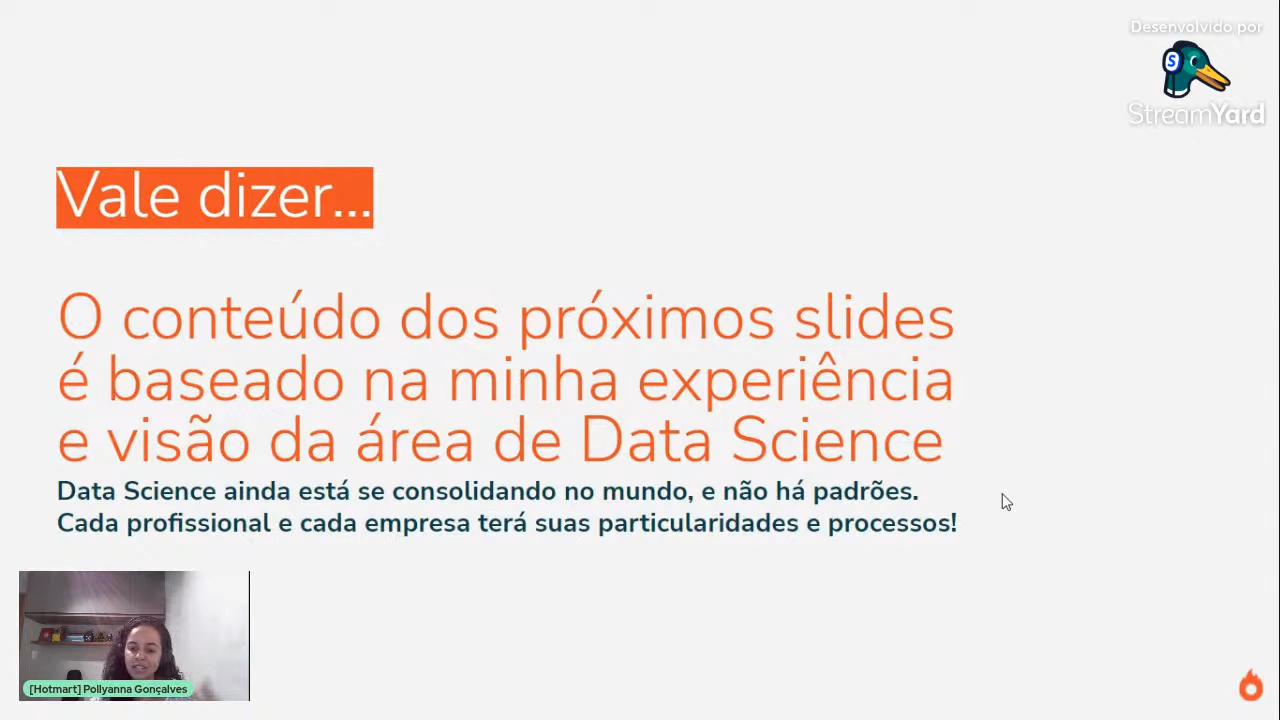 Desenvolvido por
S
StreamYard
Vale dizer...
O conteúdo dos próximos slides
é baseado na minha experiência
e visão da área de Data Science
Data Science ainda está se consolidando no mundo, e não há padrões.
Cada profissional e cada empresa terá suas particularidades e processos!
[Hotmart] Pollyanna Gonçalves